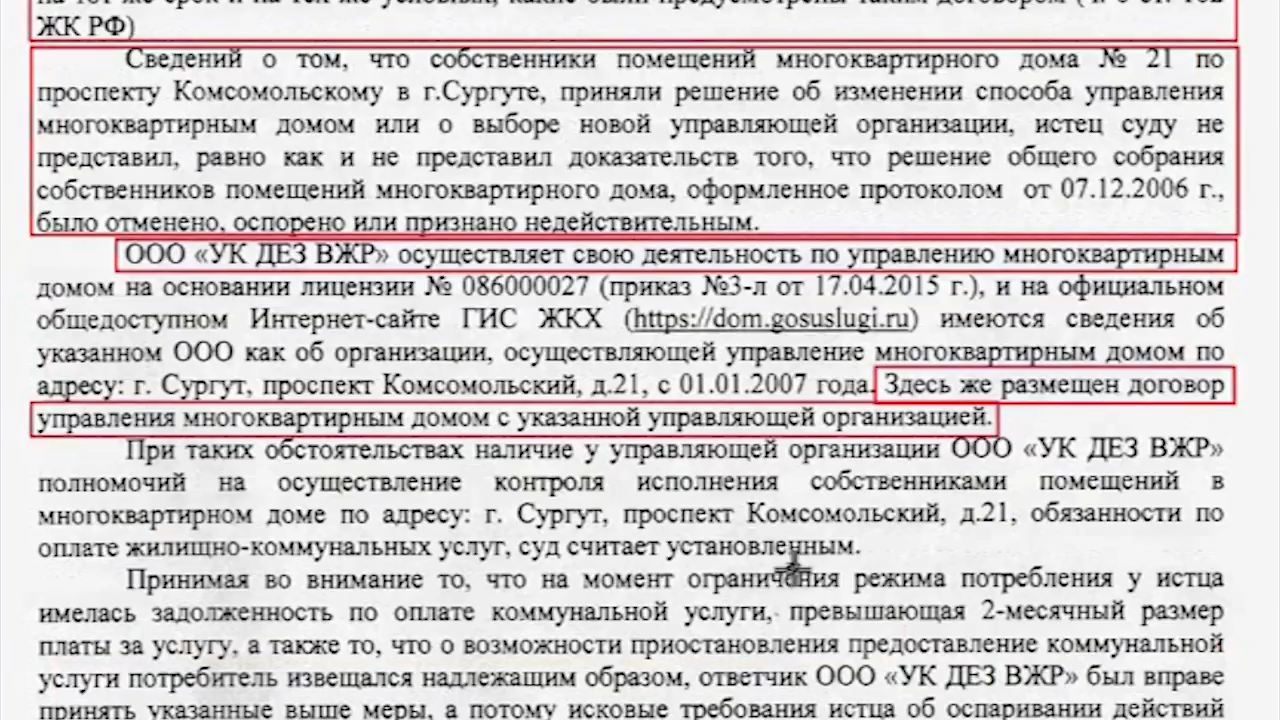 ЖК РФ)
Сведений о том, что собственники помещений многоквартирного дома № 21 по
проспекту Комсомольскому в г.Сургуте, приняли решение об изменении способа управления
многоквартирным домом или о выборе новой управляющей организации, истец суду не
представил, равно как и не представил доказательств того, что решение общего собрания
собственников помещений многоквартирного дома, оформленное протоколом от 07.12.2006 г.,
было отменено, оспорено или признано недействительным.
ООО «УК ДЕЗ ВЖР» осуществляет свою деятельность по управлению многоквартирным
домом на основании лицензии № 086000027 (приказ №3-л от 17.04.2015 г.), и на официальном
общедоступном Интернет-сайте ГИС ЖКХ (https://dom.gosuslugi.ru) имеются сведения об
указанном ООО как об организации, осуществляющей управление многоквартирным домом по
адресу: г. Сургут, проспект Комсомольский, д.21, с 01.01.2007 года. Здесь же размещен договор
управления многоквартирным домом с указанной управляющей организацией.
При таких обстоятельствах наличие у управляющей организации ООО «УК ДЕЗ ВЖР»
полномочий на осуществление контроля исполнения собственниками помещений в
многоквартирном доме по адресу: г. Сургут, проспект Комсомольский, д.21, обязанности по
оплате жилищно-коммунальных услуг, суд считает установленным.
Принимая во внимание то, что на момент ограничения режима потребления у истца
имелась задолженность по оплате коммунальной услуги, превышающая 2-месячный размер
платы за услугу, а также то, что о возможности приостановления предоставление коммунальной
услуги потребитель извещался надлежащим образом, ответчик ООО «УК ДЕЗ ВЖР» был вправе
принять указанные выше меры, а потому исковые требования истца об оспаривании действий